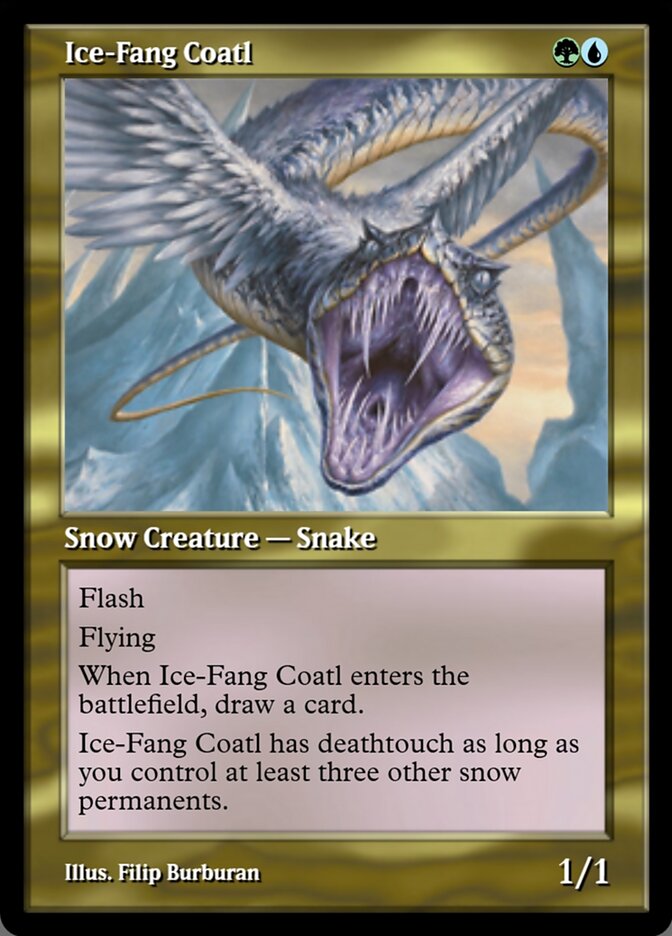 Ice-Fang Coatl
Snow Creature — Snake
Flash
Flying
When Ice-Fang Coatl enters the
battlefield, draw a card.
Ice-Fang Coatl has deathtouch as long as
you control at least three other snow
permanents.
Illus. Filip Burburan
1/1